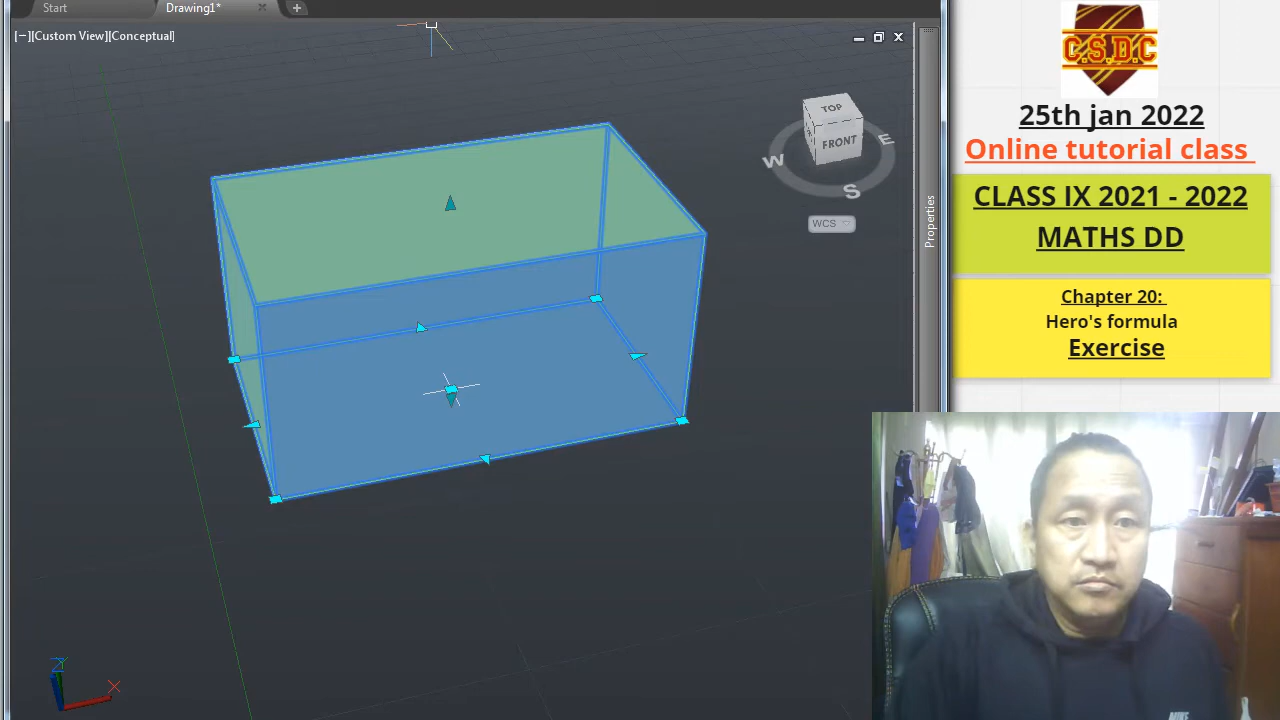 Start
Drawing1*
[−][Custom View][Conceptual]
TOP
FRONT
W
E
S
WCS
Properties
Z
X
C.S.D.C
25th jan 2022
Online tutorial class
CLASS IX 2021 - 2022
MATHS DD
Chapter 20:
Hero's formula
Exercise
NIKE